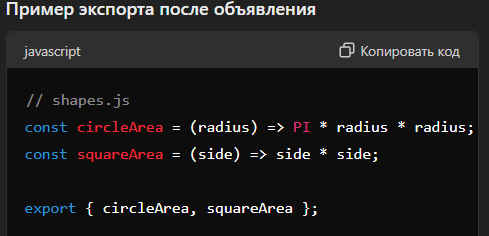 Пример экспорта после объявления
javascript Копировать код
// shapes.js
const circleArea = (radius) => PI * radius * radius;
const squareArea = (side) => side * side;
export { circleArea, squareArea };